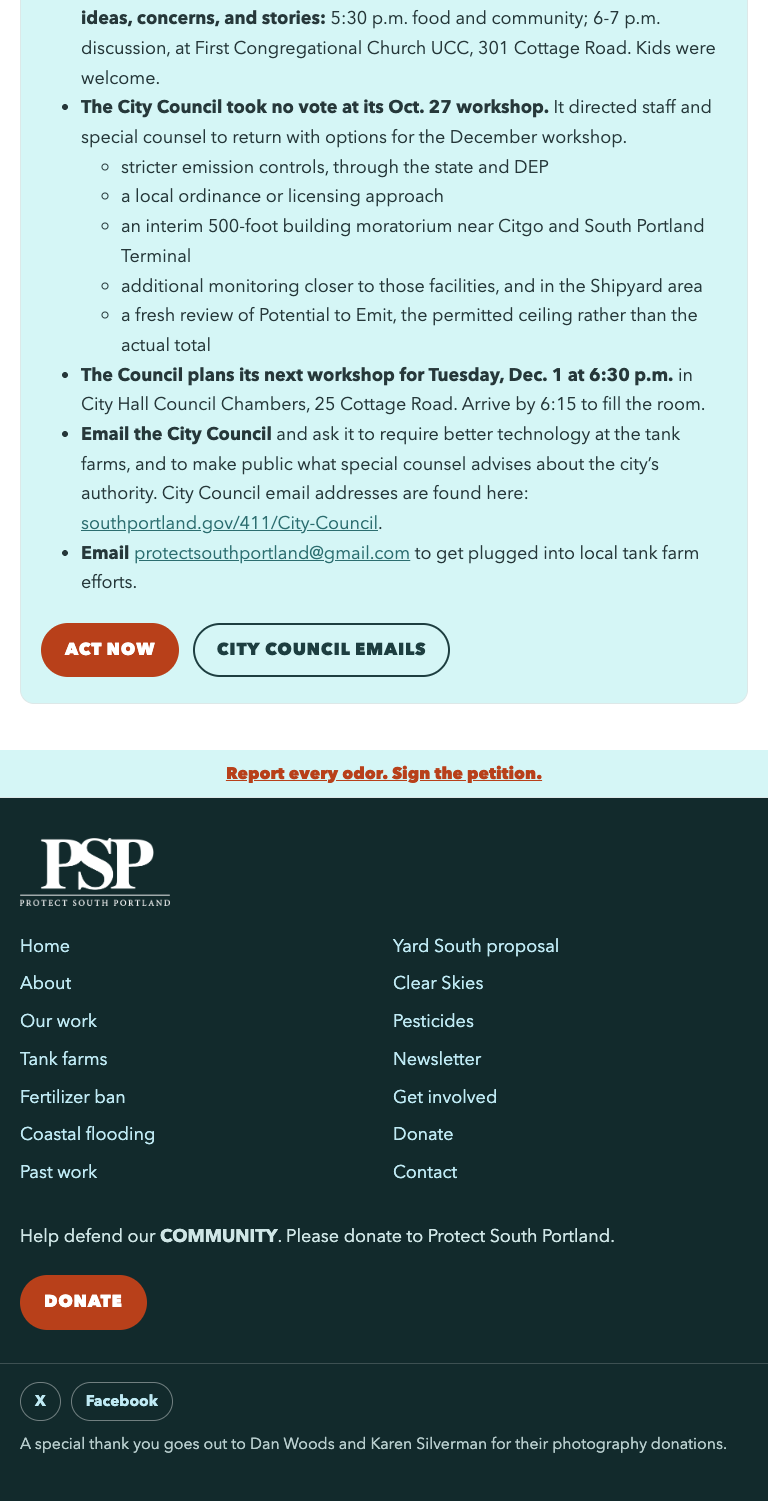 ideas, concerns, and stories: 5:30 p.m. food and community; 6-7 p.m.
discussion, at First Congregational Church UCC, 301 Cottage Road. Kids were
welcome.
• The City Council took no vote at its Oct. 27 workshop. It directed staff and
special counsel to return with options for the December workshop.
◦ stricter emission controls, through the state and DEP
◦ a local ordinance or licensing approach
◦ an interim 500-foot building moratorium near Citgo and South Portland
Terminal
◦ additional monitoring closer to those facilities, and in the Shipyard area
◦ a fresh review of Potential to Emit, the permitted ceiling rather than the
actual total
• The Council plans its next workshop for Tuesday, Dec. 1 at 6:30 p.m. in
City Hall Council Chambers, 25 Cottage Road. Arrive by 6:15 to fill the room.
• Email the City Council and ask it to require better technology at the tank
farms, and to make public what special counsel advises about the city’s
authority. City Council email addresses are found here:
southportland.gov/411/City-Council.
• Email protectsouthportland@gmail.com to get plugged into local tank farm
efforts.
ACT NOW
CITY COUNCIL EMAILS
Report every odor. Sign the petition.
PSP
PROTECT SOUTH PORTLAND
Home
About
Our work
Tank farms
Fertilizer ban
Coastal flooding
Past work
Yard South proposal
Clear Skies
Pesticides
Newsletter
Get involved
Donate
Contact
Help defend our COMMUNITY. Please donate to Protect South Portland.
DONATE
X
Facebook
A special thank you goes out to Dan Woods and Karen Silverman for their photography donations.